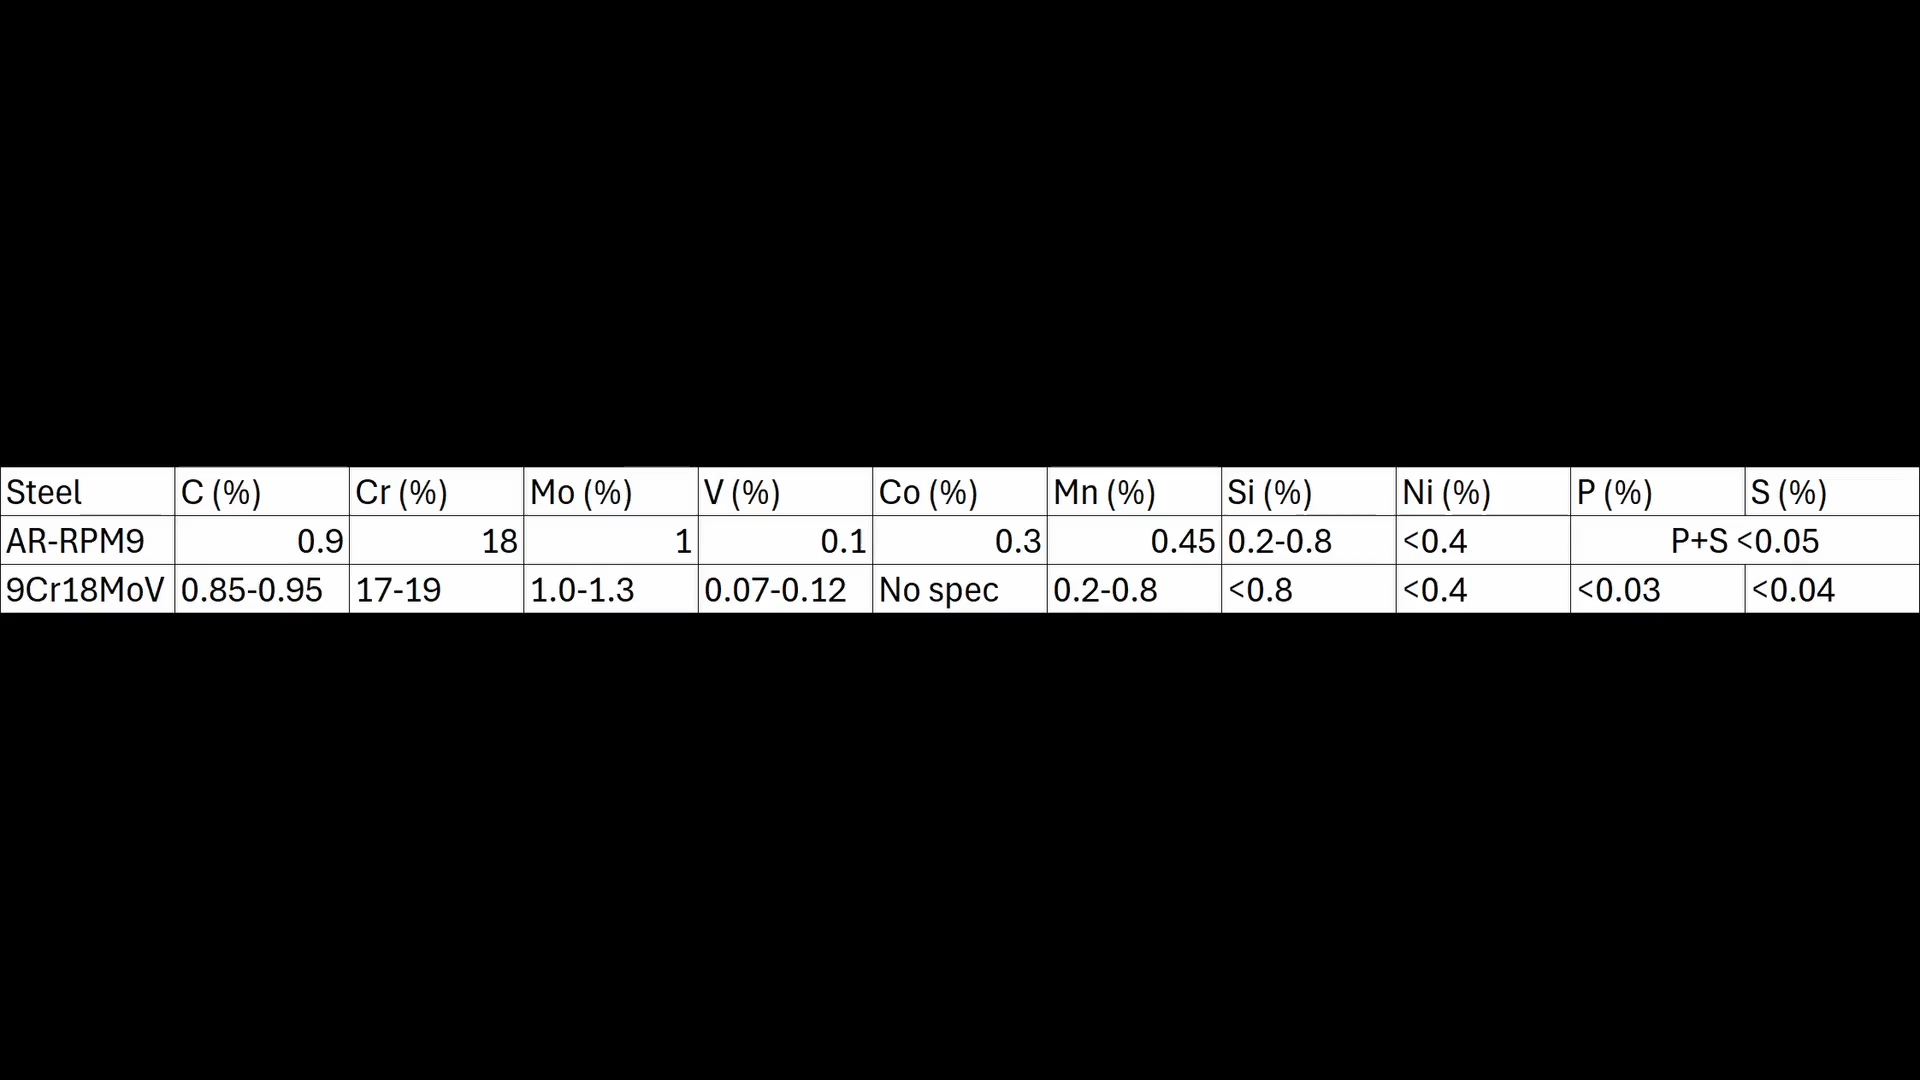 Steel C (%) Cr (%) Mo (%) V (%) Co (%) Mn (%) Si (%) Ni (%) P (%) S (%)
AR-RPM9 0.9 18 1 0.1 0.3 0.45 0.2-0.8 <0.4 P+S <0.05
9Cr18MoV 0.85-0.95 17-19 1.0-1.3 0.07-0.12 No spec 0.2-0.8 <0.8 <0.4 <0.03 <0.04